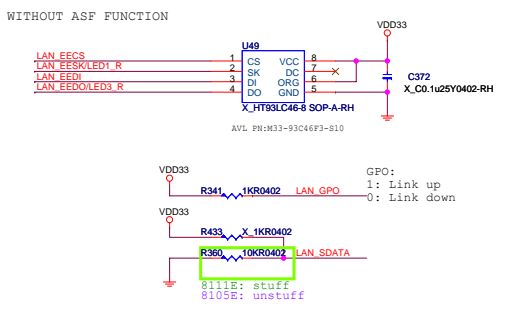 WITHOUT ASF FUNCTION
VDD33
U49
LAN_EECS 1 CS VCC 8
LAN_EESK/LED1_R 2 SK DC 7
LAN_EEDI 3 DI ORG 6
LAN_EEDO/LED3_R 4 DO GND 5
C372
X_C0.1u25Y0402-RH
X_HT93LC46-8 SOP-A-RH
AVL PN:M33-93C46F3-S10
VDD33
R341 1KR0402 LAN_GPO
GPO:
1: Link up
0: Link down
VDD33
R433 X_1KR0402
R360 10KR0402 LAN_SDATA
8111E: stuff
8105E: unstuff